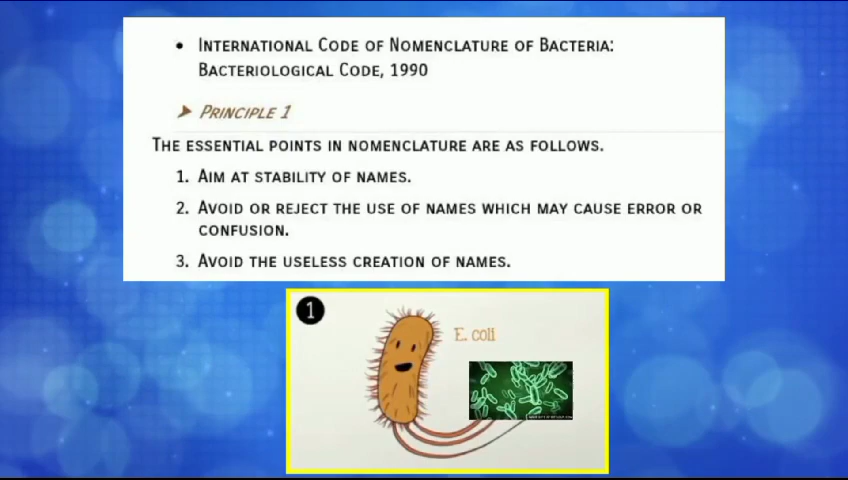 • International Code of Nomenclature of Bacteria:
Bacteriological Code, 1990
➤ Principle 1
The essential points in nomenclature are as follows.
1. Aim at stability of names.
2. Avoid or reject the use of names which may cause error or
confusion.
3. Avoid the useless creation of names.
1
E. coli